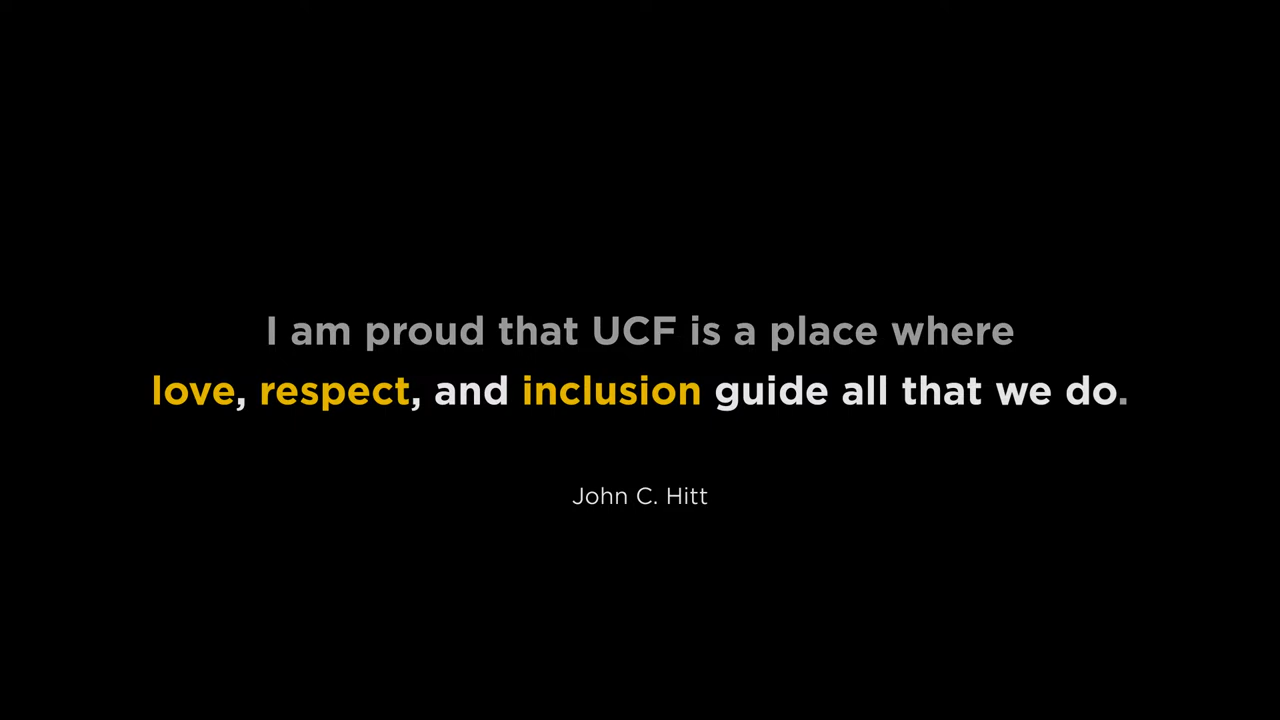 I am proud that UCF is a place where
love, respect, and inclusion guide all that we do.
John C. Hitt